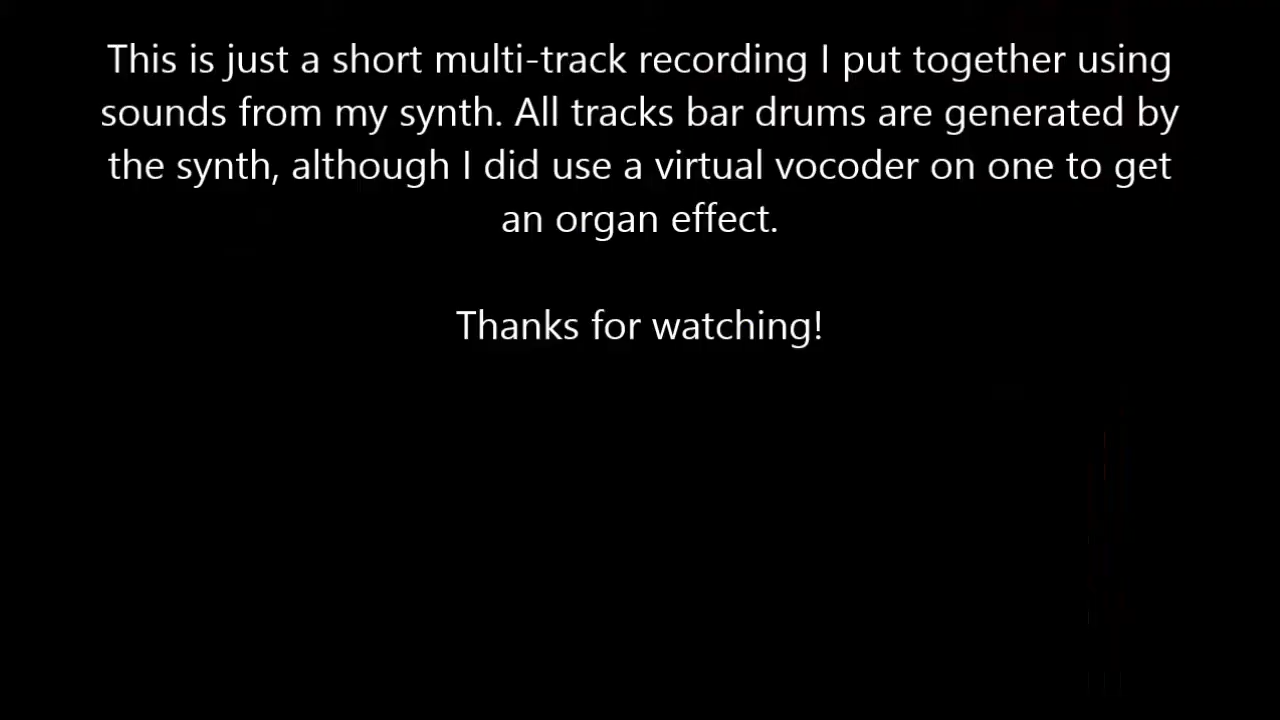 This is just a short multi-track recording I put together using
sounds from my synth. All tracks bar drums are generated by
the synth, although I did use a virtual vocoder on one to get
an organ effect.
Thanks for watching!